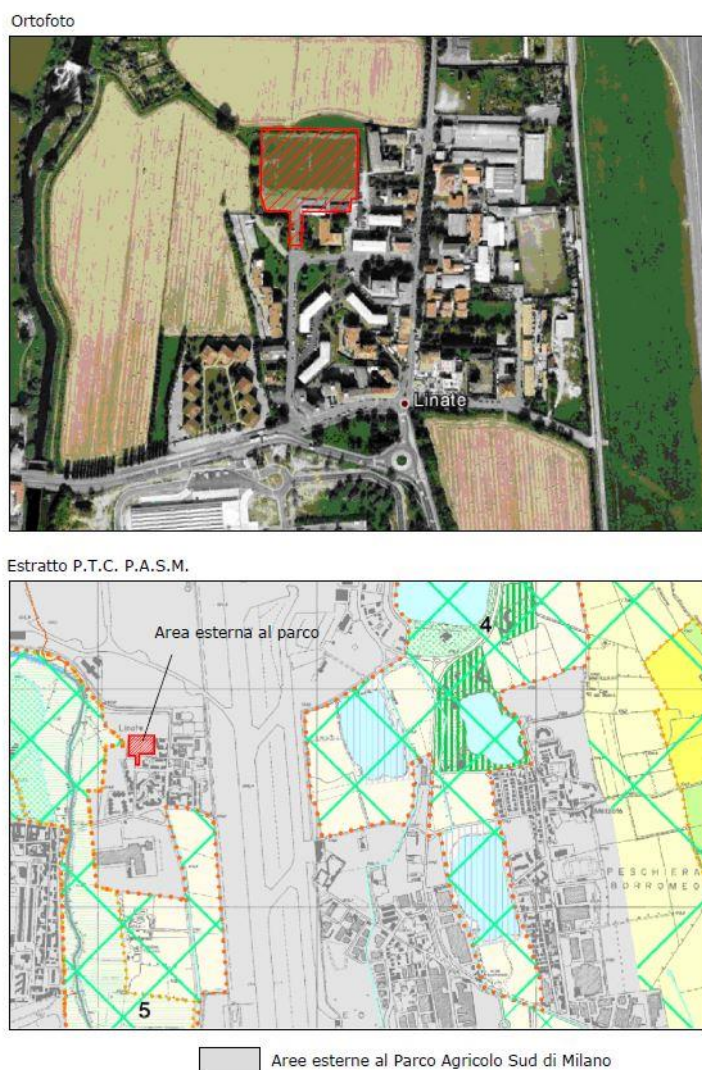 Ortofoto
Linate
Estratto P.T.C. P.A.S.M.
Area esterna al parco
4
Linate
PESCHIERA
BORROMEO
5
Aree esterne al Parco Agricolo Sud di Milano